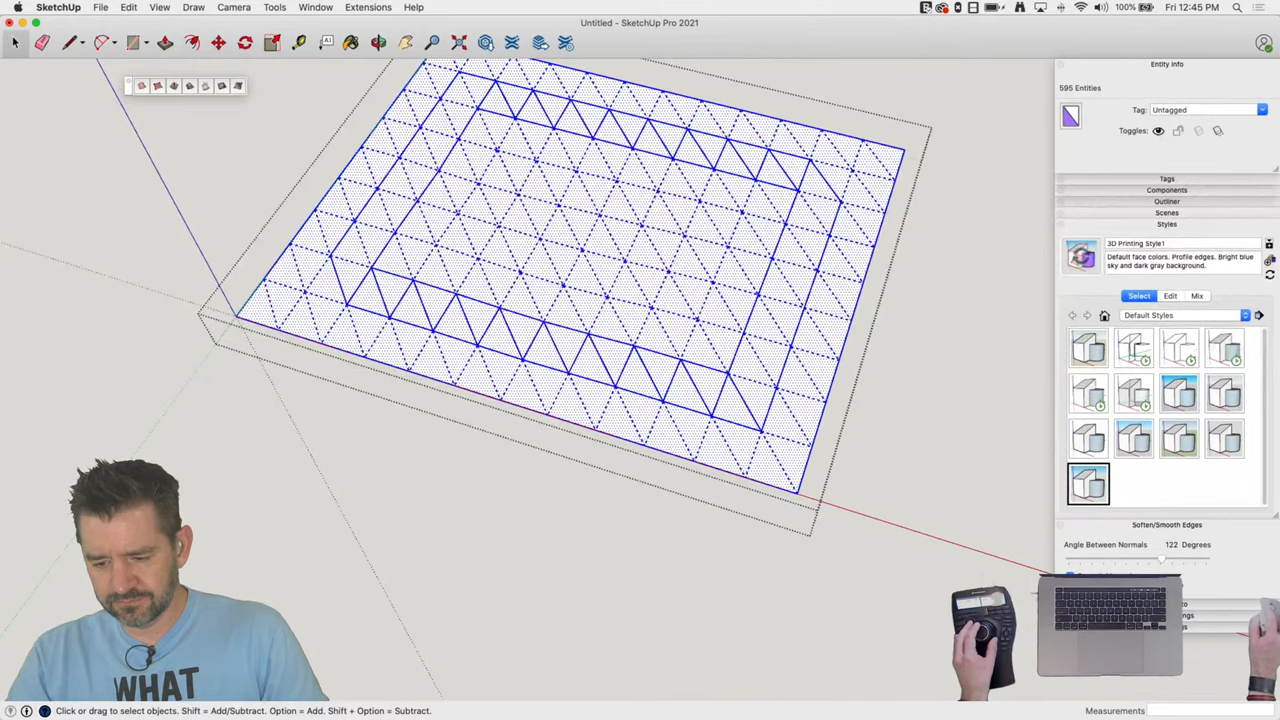 SketchUp File Edit View Draw Camera Tools Window Extensions Help
100% Fri 12:45 PM
Untitled - SketchUp Pro 2021
Entity Info
595 Entities
Tag: Untagged
Toggles:
Tags
Components
Outliner
Scenes
Styles
3D Printing Style1
Default face colors. Profile edges. Bright blue
sky and dark gray background.
Select Edit Mix
Default Styles
Soften/Smooth Edges
Angle Between Normals 122 Degrees
WHAT
Click or drag to select objects. Shift = Add/Subtract. Option = Add. Shift + Option = Subtract.
Measurements